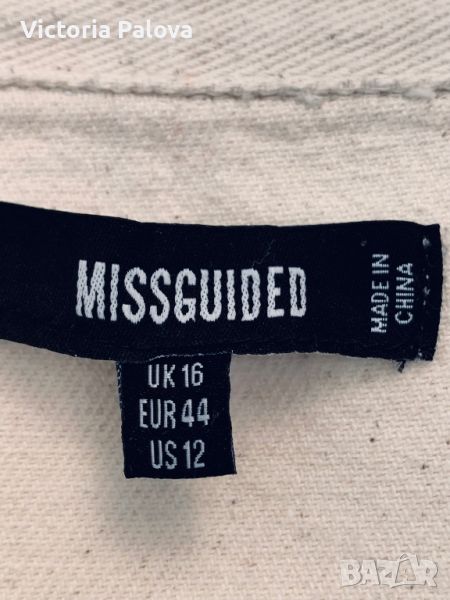 Victoria Palova
MISSGUIDED
MADE IN
CHINA
UK 16
EUR 44
US 12
BAZAR